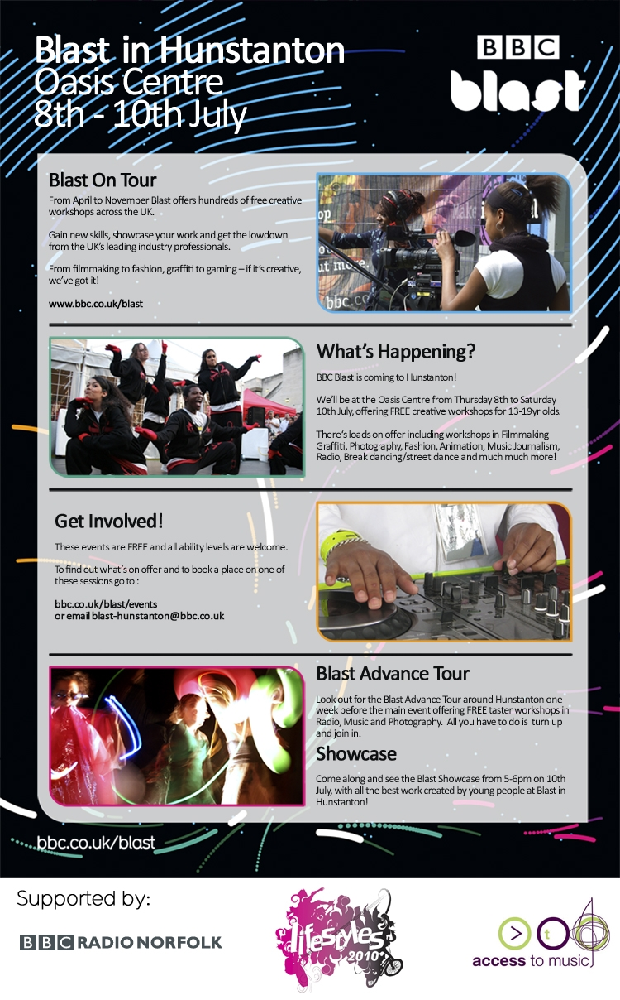 Blast in Hunstanton
Oasis Centre
8th - 10th July
BBC
blast
Blast On Tour
From April to November Blast offers hundreds of free creative
workshops across the UK.
Gain new skills, showcase your work and get the lowdown
from the UK's leading industry professionals.
From filmmaking to fashion, graffiti to gaming – if it's creative,
we've got it!
www.bbc.co.uk/blast
bbc.co
What's Happening?
BBC Blast is coming to Hunstanton!
We'll be at the Oasis Centre from Thursday 8th to Saturday
10th July, offering FREE creative workshops for 13-19yr olds.
There's loads on offer including workshops in Filmmaking
Graffiti, Photography, Fashion, Animation, Music Journalism,
Radio, Break dancing/street dance and much much more!
Get Involved!
These events are FREE and all ability levels are welcome.
To find out what's on offer and to book a place on one of
these sessions go to :
bbc.co.uk/blast/events
or email blast-hunstanton@bbc.co.uk
Blast Advance Tour
Look out for the Blast Advance Tour around Hunstanton one
week before the main event offering FREE taster workshops in
Radio, Music and Photography.  All you have to do is  turn up
and join in.
Showcase
Come along and see the Blast Showcase from 5-6pm on 10th
July, with all the best work created by young people at Blast in
Hunstanton!
bbc.co.uk/blast
Supported by:
BBC RADIO NORFOLK
lifestyles
2010
t
access to music